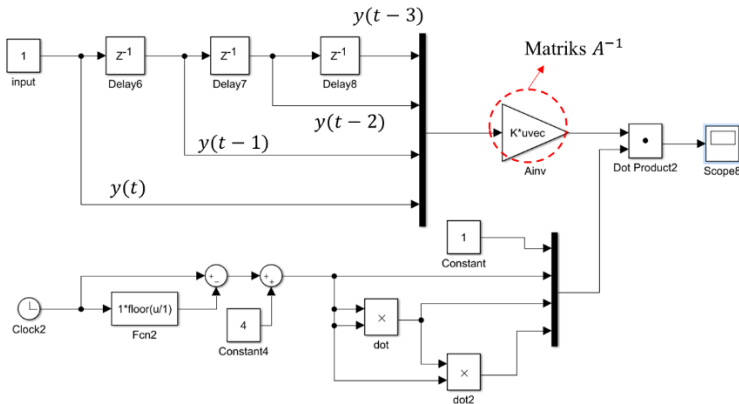 y(t − 3)
Matriks A⁻¹
1
input
Z⁻¹
Delay6
Z⁻¹
Delay7
Z⁻¹
Delay8
y(t − 2)
y(t − 1)
y(t)
K*uvec
Ainv
•
Dot Product2
Scope8
1
Constant
Clock2
1*floor(u/1)
Fcn2
+
−
+
+
4
Constant4
×
dot
×
dot2